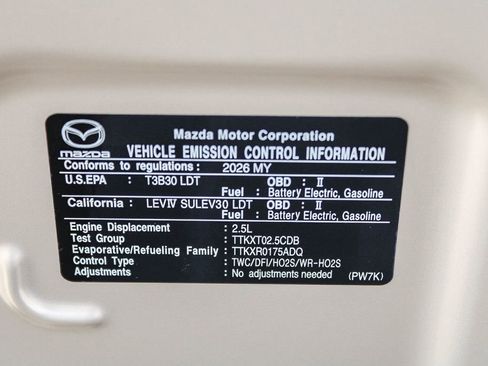 Mazda Motor Corporation
mazda VEHICLE EMISSION CONTROL INFORMATION
Conforms to regulations : 2026 MY
U.S.EPA : T3B30 LDT OBD : II
Fuel : Battery Electric, Gasoline
California : LEVIV SULEV30 LDT OBD : II
Fuel : Battery Electric, Gasoline
Engine Displacement : 2.5L
Test Group : TTKXT02.5CDB
Evaporative/Refueling Family : TTKXR0175ADQ
Control Type : TWC/DFI/HO2S/WR-HO2S
Adjustments : No adjustments needed (PW7K)